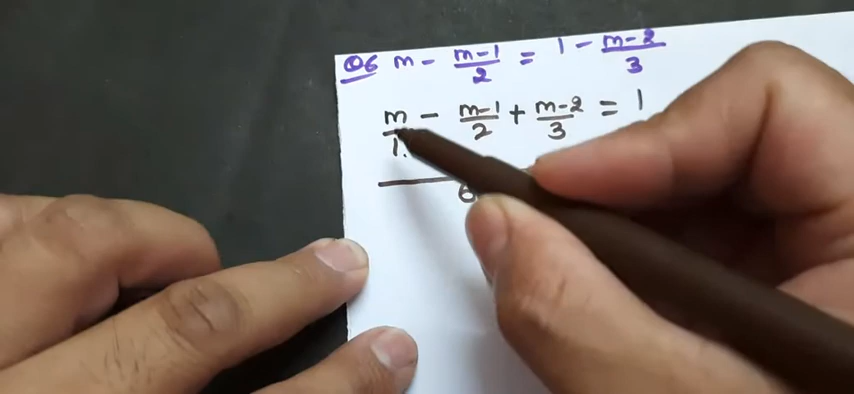 Q6 m - (m-1)/2 = 1 - (m-2)/3
m/1 - (m-1)/2 + (m-2)/3 = 1
6